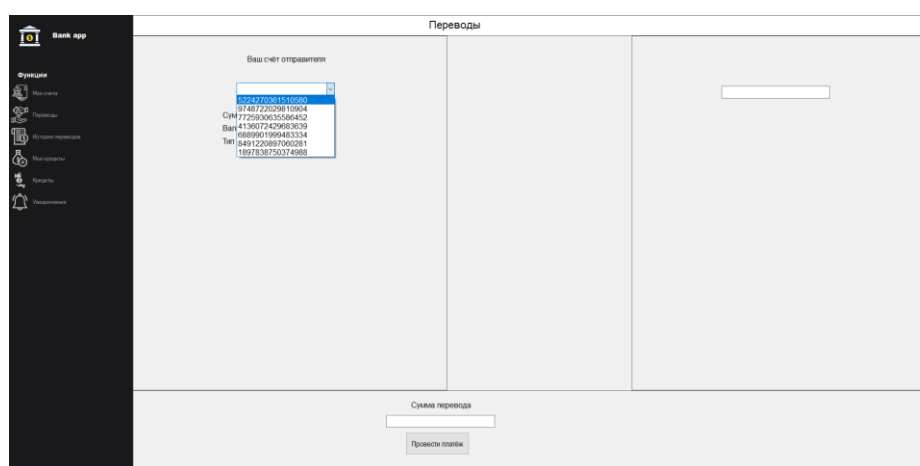 Переводы
Bank app
Функции
Мои счета
Переводы
История переводов
Мои кредиты
Кредиты
Уведомления
Ваш счёт отправителя
5224270361510580
9748722029810904
7725930635586452
4136072429683639
6889901999483334
8491220897060281
1897838750374988
Сум
Вал
Тип
Сумма перевода
Провести платёж